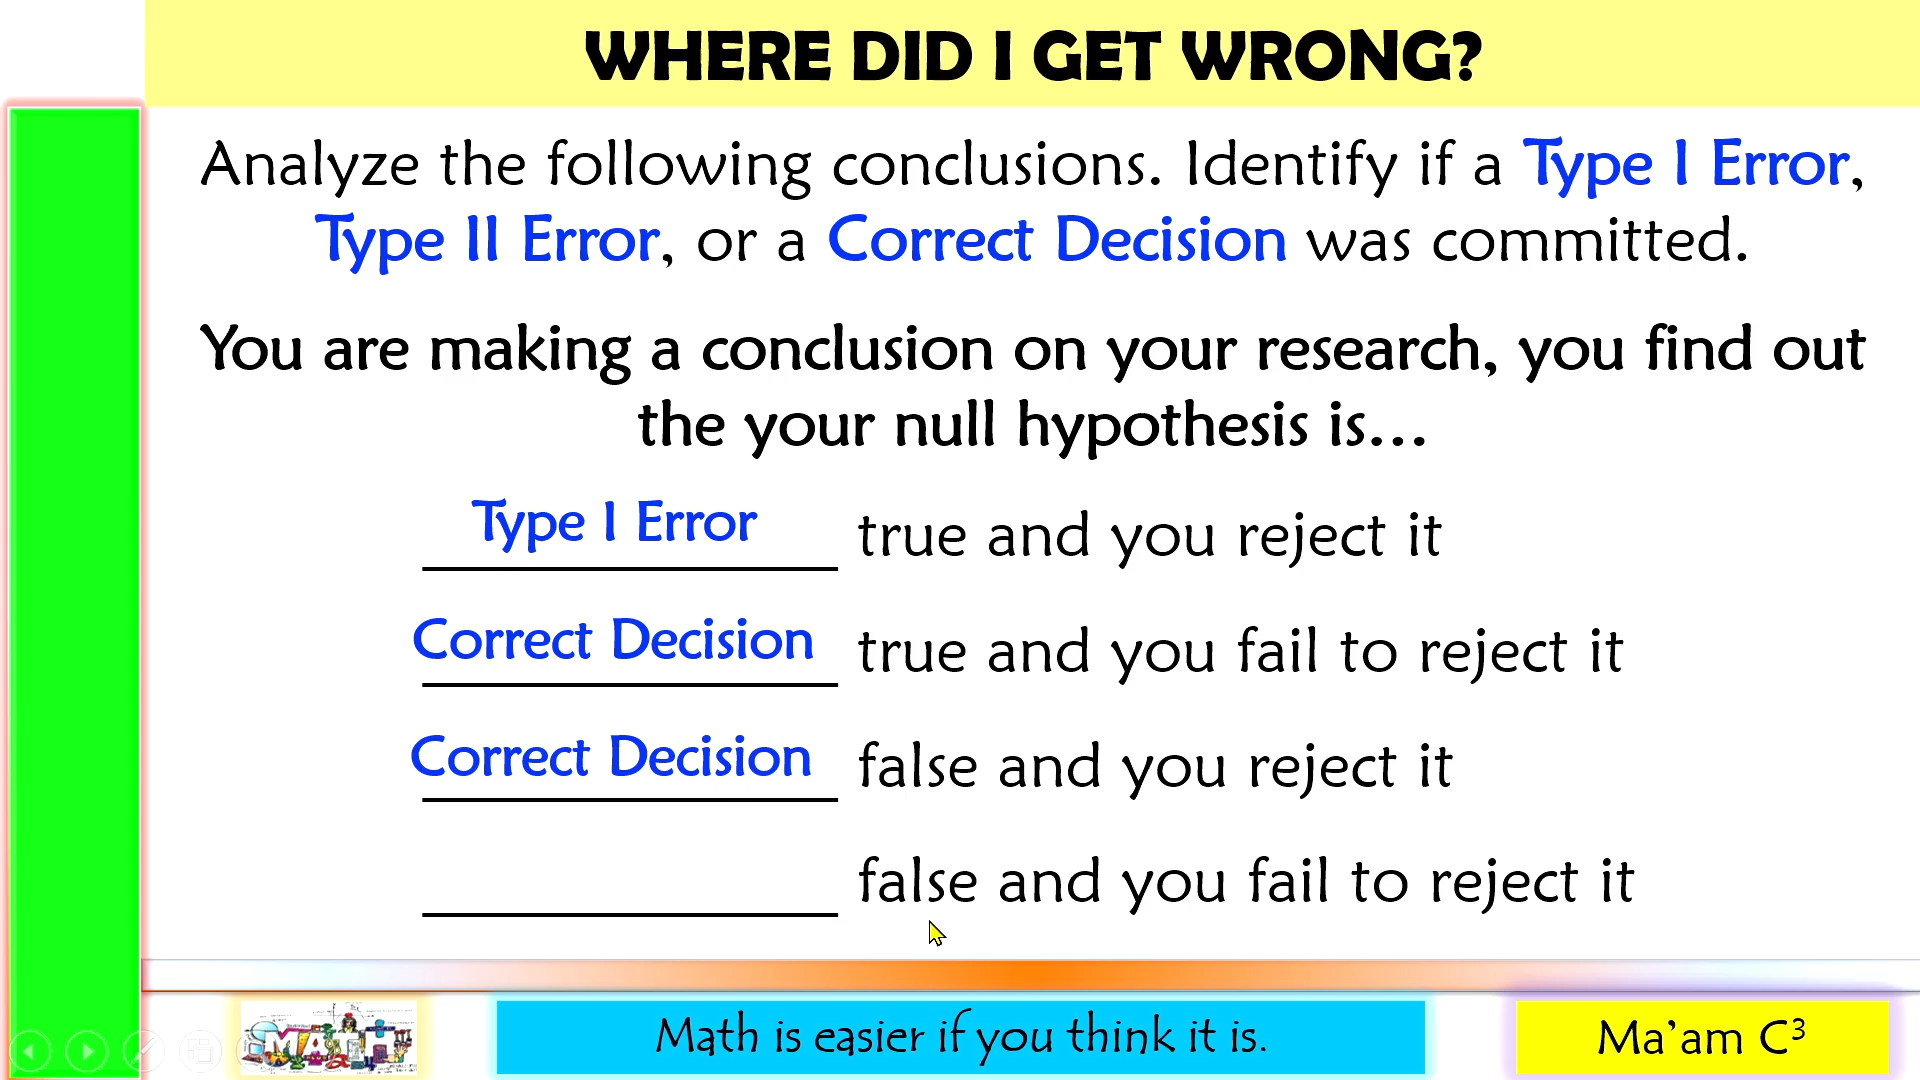 WHERE DID I GET WRONG?
Analyze the following conclusions. Identify if a Type I Error,
Type II Error, or a Correct Decision was committed.
You are making a conclusion on your research, you find out
the your null hypothesis is...
Type I Error true and you reject it
Correct Decision true and you fail to reject it
Correct Decision false and you reject it
false and you fail to reject it
MATH
Math is easier if you think it is.
Ma'am C³